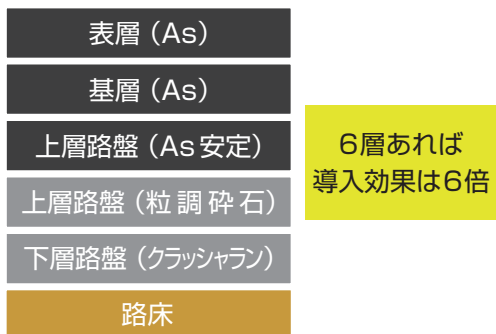 表層（As）
基層（As）
上層路盤（As安定）
上層路盤（粒調砕石）
下層路盤（クラッシャラン）
路床
6層あれば
導入効果は6倍